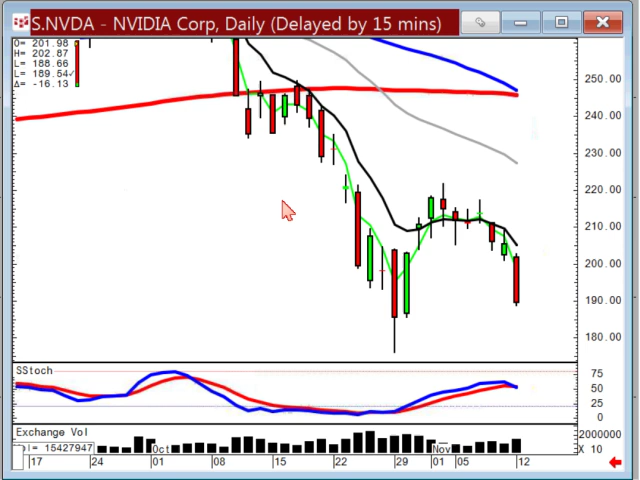 S.NVDA - NVIDIA Corp, Daily (Delayed by 15 mins)
O= 201.98
H= 202.87
L= 188.66
L= 189.54
Δ= -16.13
250.00
240.00
230.00
220.00
210.00
200.00
190.00
180.00
SStoch
75
50
25
0
Exchange Vol
= 15427947
2000000
X 10
17 24 01 Oct 08 15 22 29 01 Nov 05 12